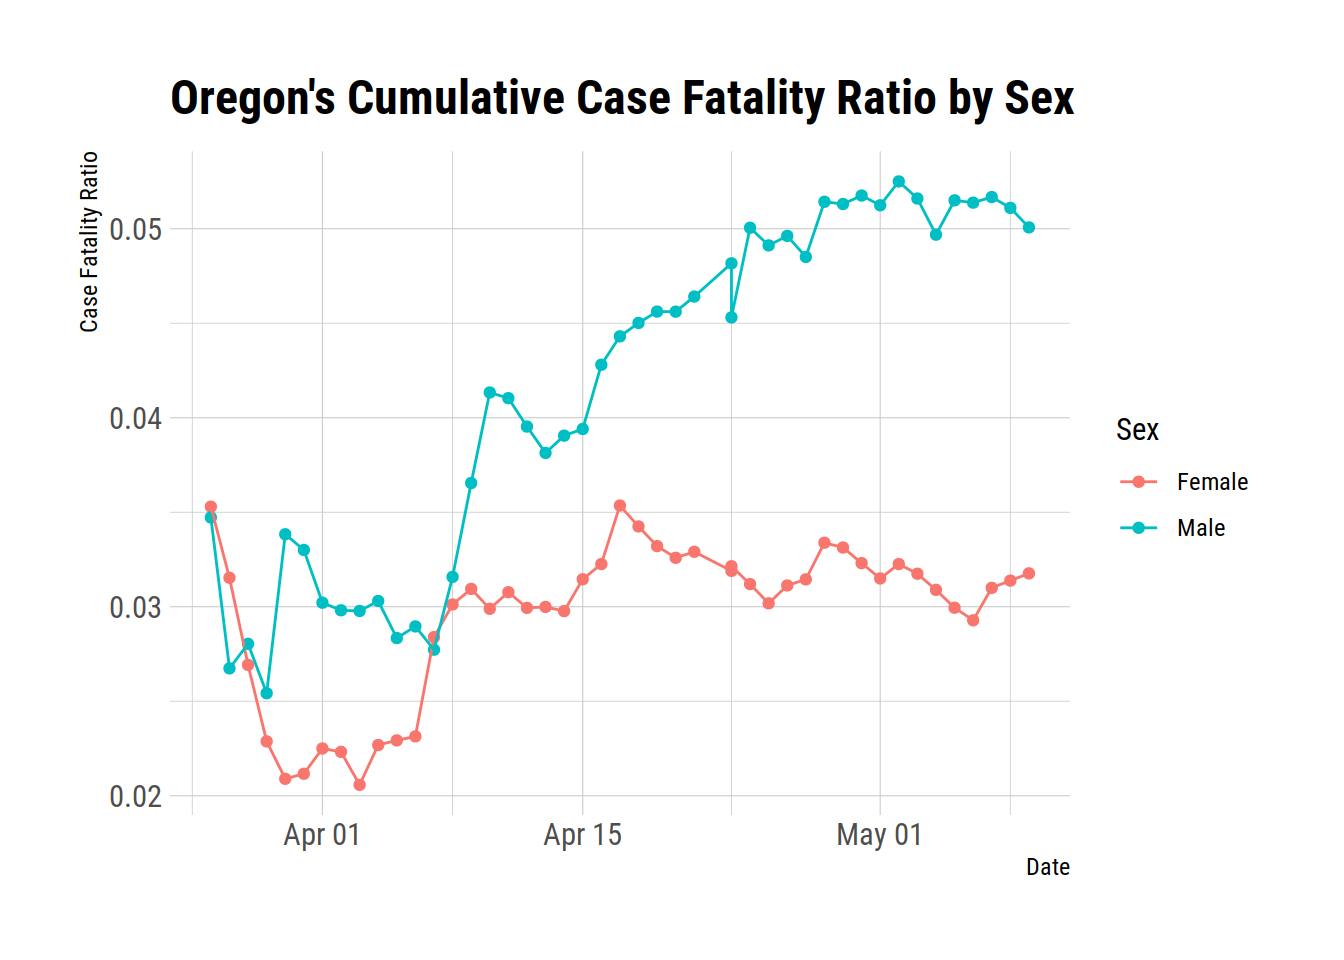 Oregon's Cumulative Case Fatality Ratio by Sex
Case Fatality Ratio
0.05
0.04
0.03
0.02
Apr 01
Apr 15
May 01
Date
Sex
Female
Male